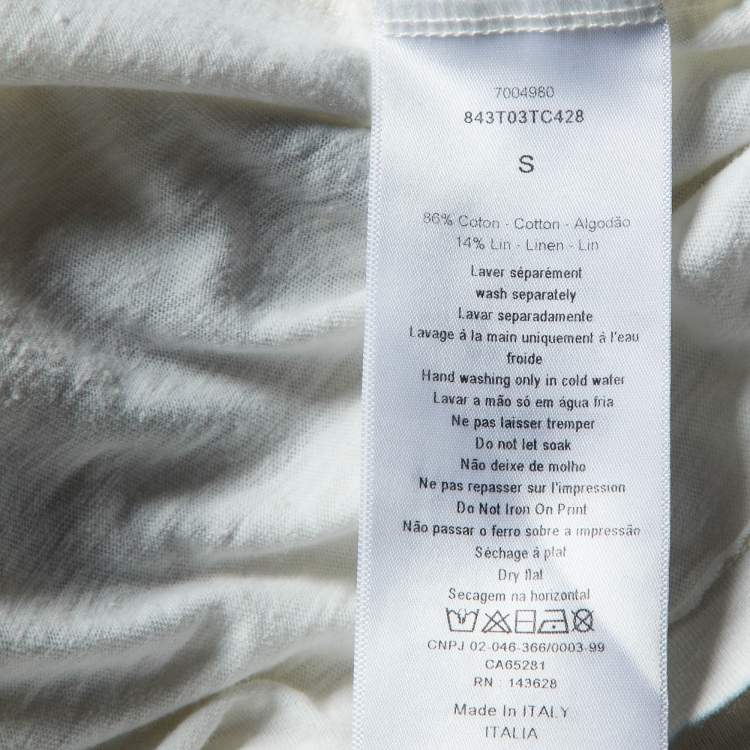 7004980
843T03TC428
S
86% Coton - Cotton - Algodão
14% Lin - Linen - Lin
Laver séparément
wash separately
Lavar separadamente
Lavage à la main uniquement à l'eau
froide
Hand washing only in cold water
Lavar a mão só em água fria
Ne pas laisser tremper
Do not let soak
Não deixe de molho
Ne pas repasser sur l'impression
Do Not Iron On Print
Não passar o ferro sobre a impressão
Séchage à plat
Dry flat
Secagem na horizontal
CNPJ 02-046-366/0003-99
CA65281
RN : 143628
Made In ITALY
ITALIA